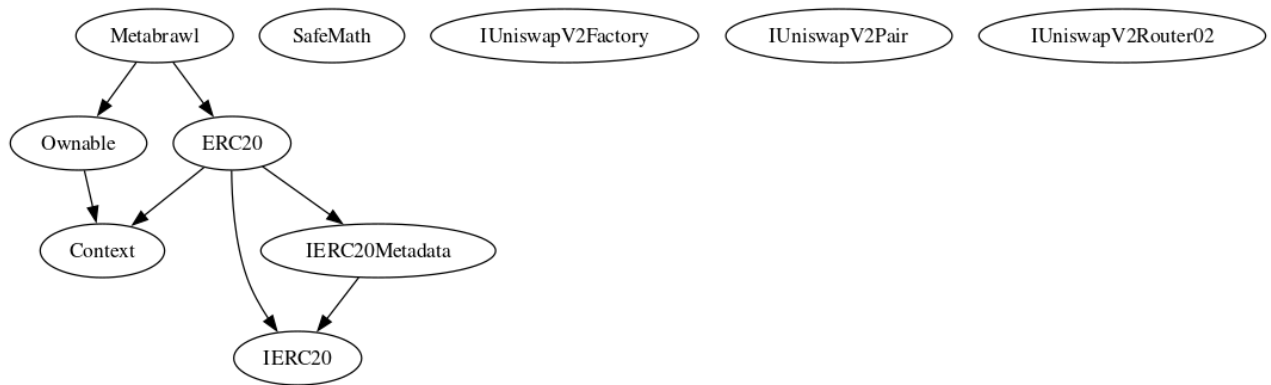 Metabrawl
SafeMath
IUniswapV2Factory
IUniswapV2Pair
IUniswapV2Router02
Ownable
ERC20
Context
IERC20Metadata
IERC20